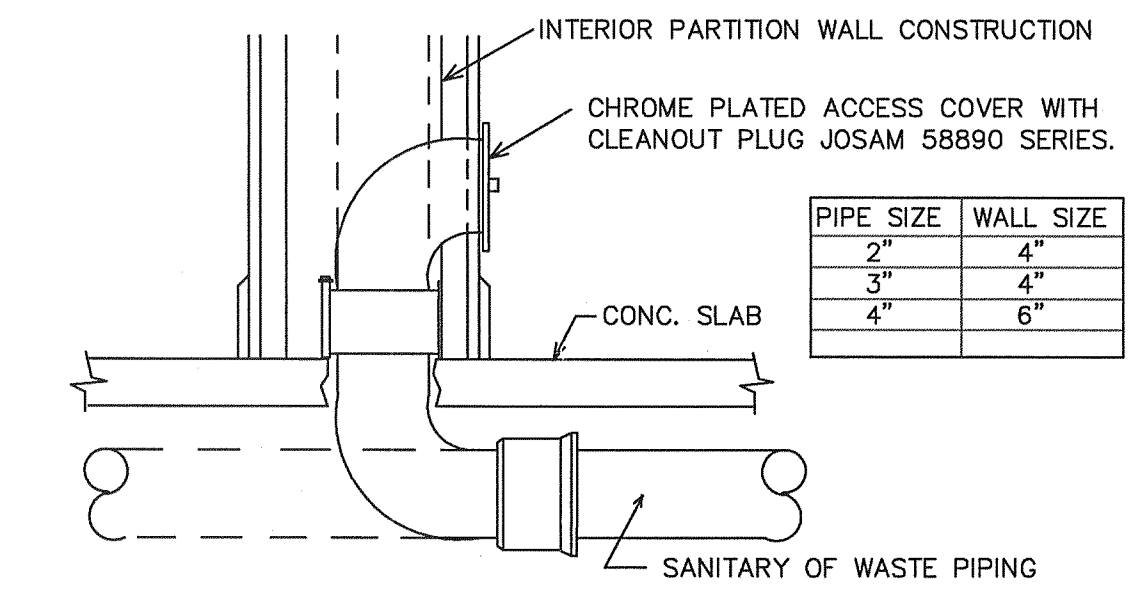 INTERIOR PARTITION WALL CONSTRUCTION
CHROME PLATED ACCESS COVER WITH
CLEANOUT PLUG JOSAM 58890 SERIES.
PIPE SIZE WALL SIZE
2" 4"
3" 4"
4" 6"
CONC. SLAB
SANITARY OF WASTE PIPING